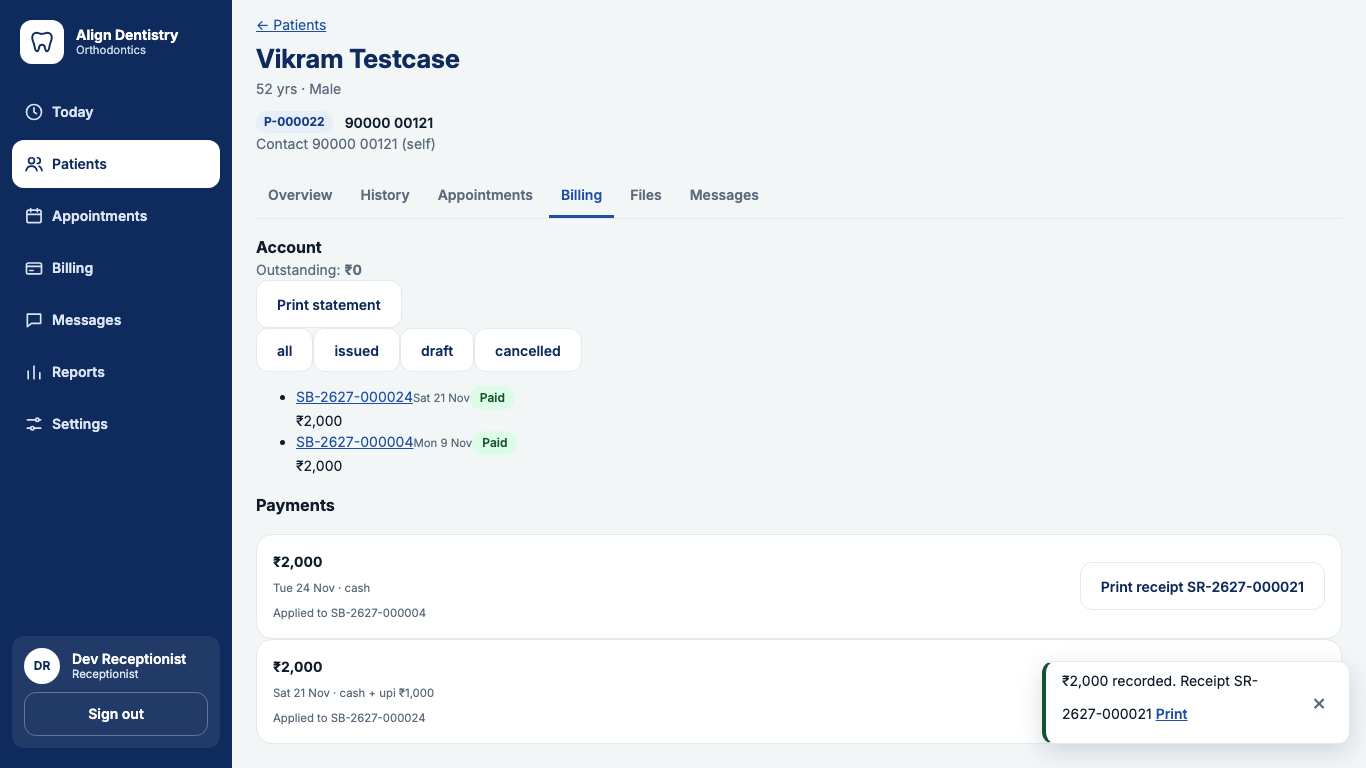 Align Dentistry
Orthodontics
Today
Patients
Appointments
Billing
Messages
Reports
Settings
DR
Dev Receptionist
Receptionist
Sign out
← Patients
Vikram Testcase
52 yrs · Male
P-000022 90000 00121
Contact 90000 00121 (self)
Overview History Appointments Billing Files Messages
Account
Outstanding: ₹0
Print statement
all issued draft cancelled
SB-2627-000024 Sat 21 Nov Paid
₹2,000
SB-2627-000004 Mon 9 Nov Paid
₹2,000
Payments
₹2,000
Tue 24 Nov · cash
Applied to SB-2627-000004
Print receipt SR-2627-000021
₹2,000
Sat 21 Nov · cash + upi ₹1,000
Applied to SB-2627-000024
₹2,000 recorded. Receipt SR-
2627-000021 Print